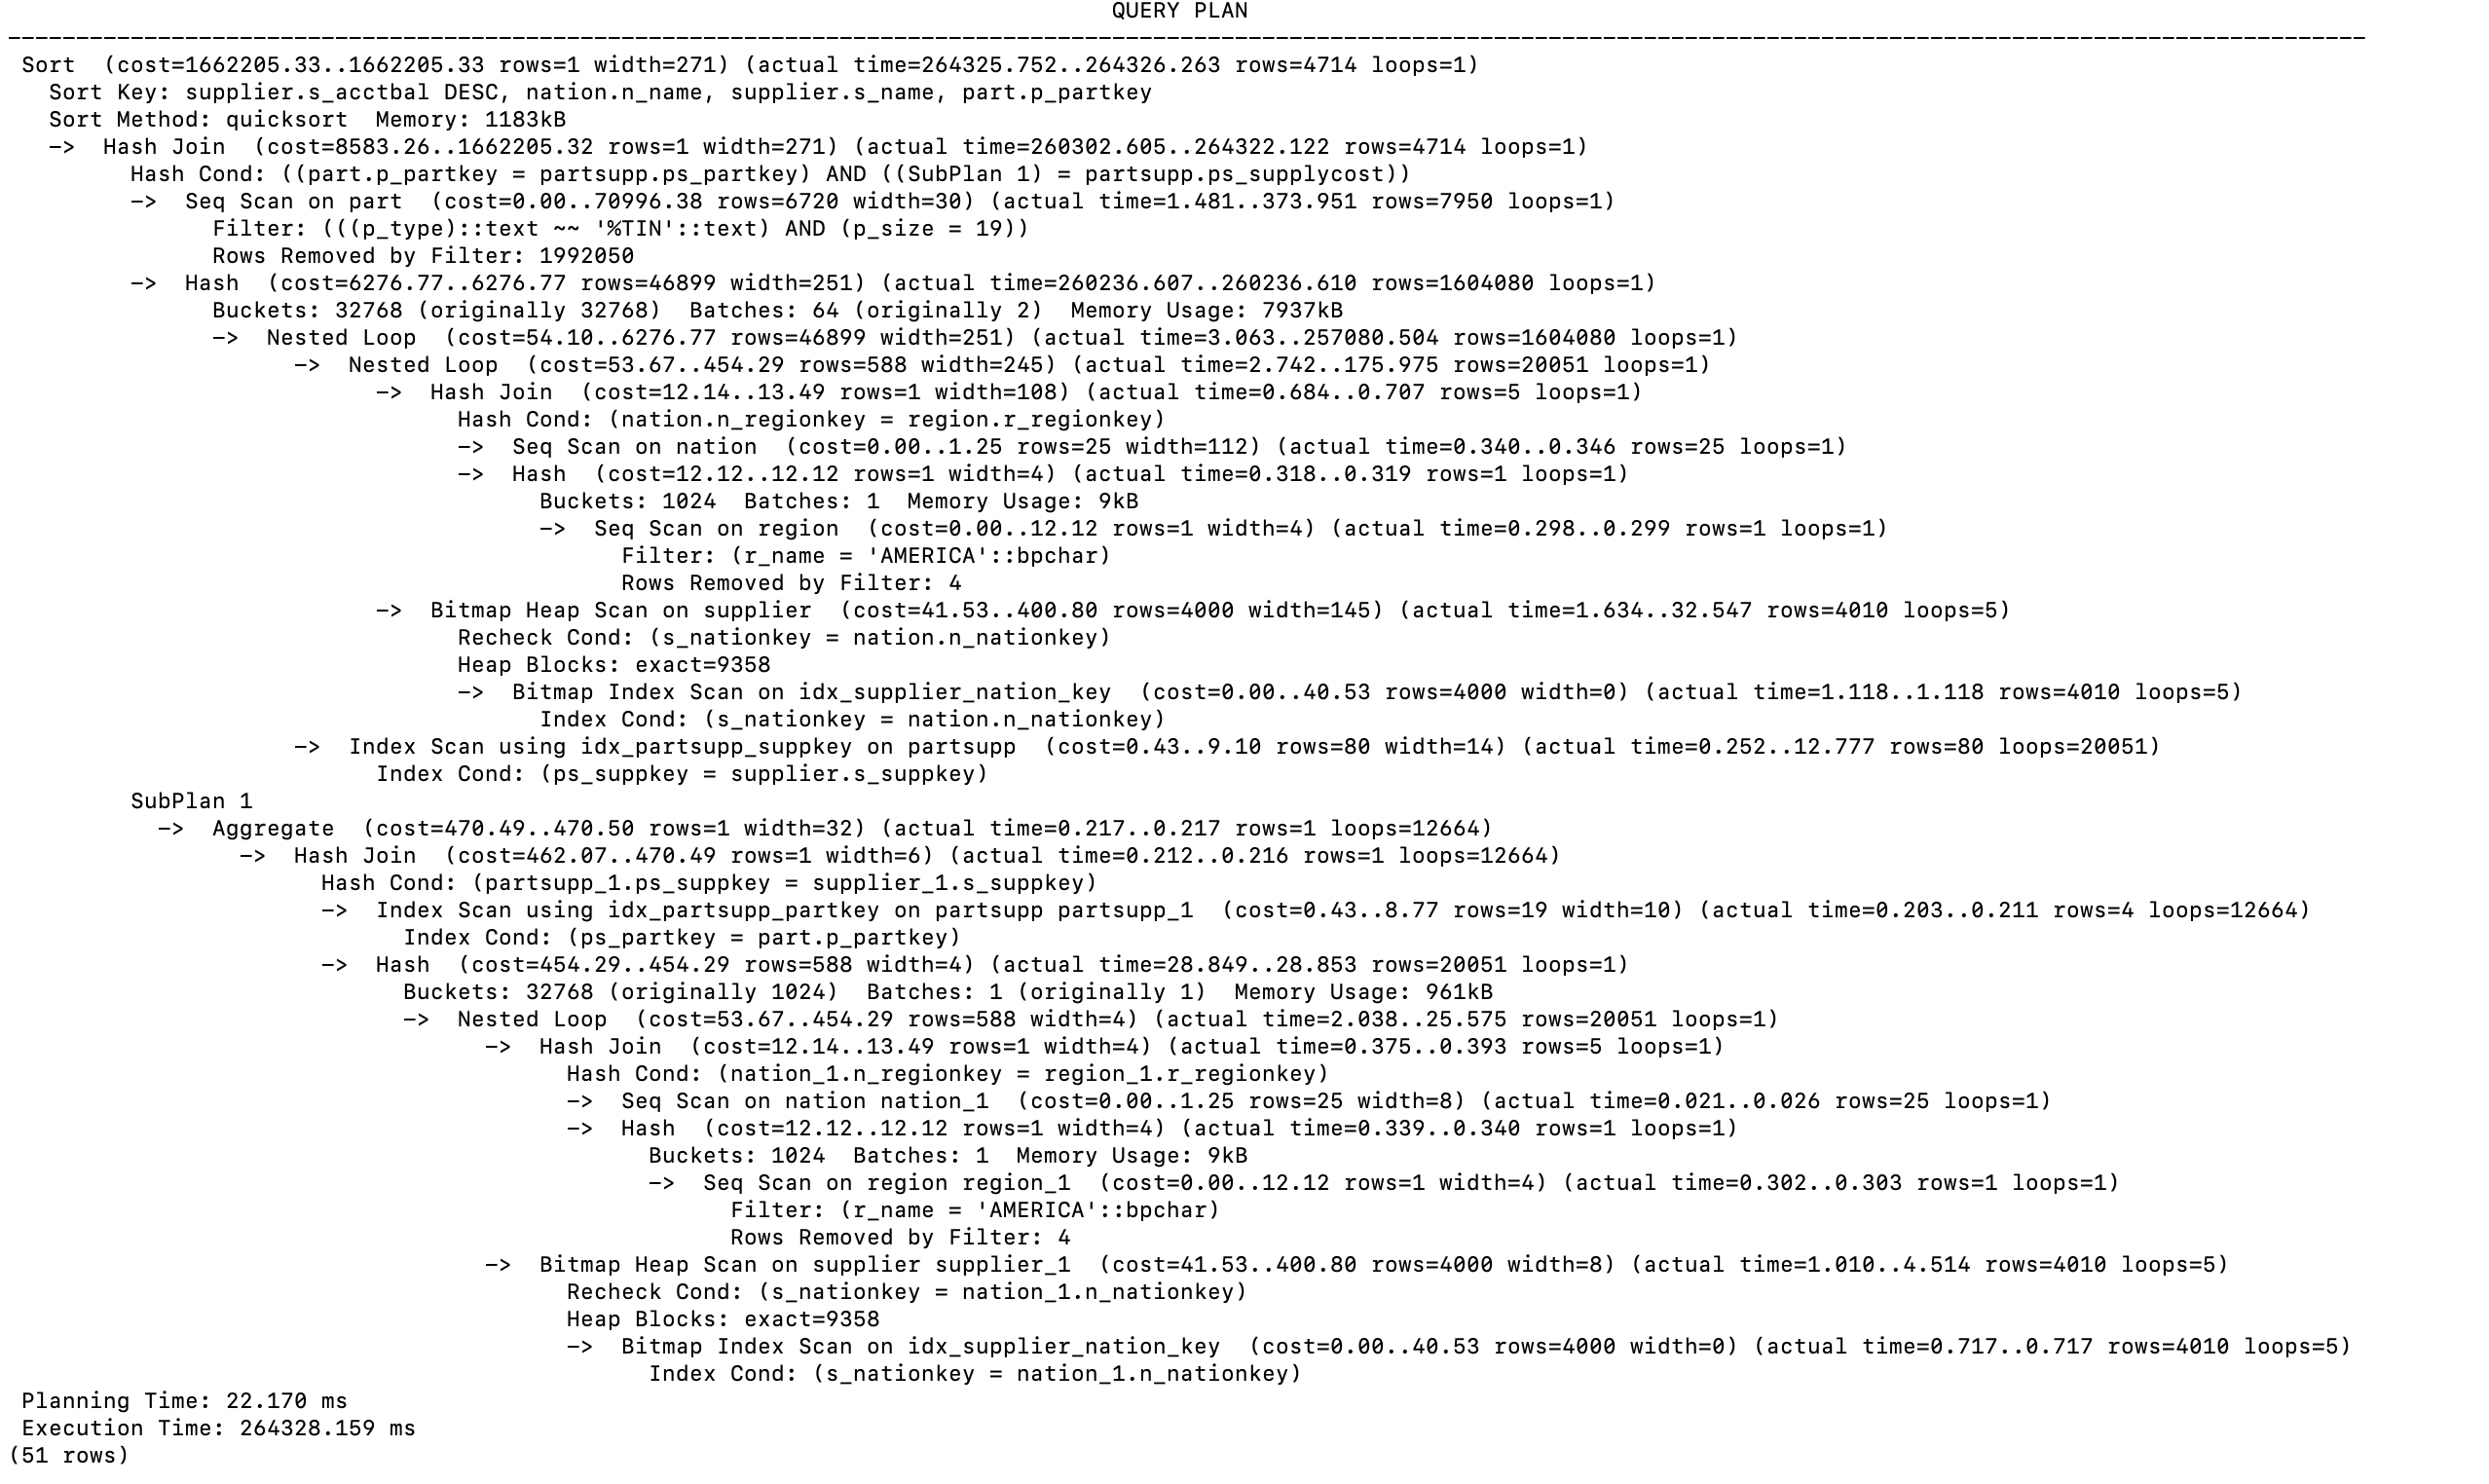 QUERY PLAN
---------------------------------------------------------------------------------------------------------------------------------------------------------------------------
Sort  (cost=1662205.33..1662205.33 rows=1 width=271) (actual time=264325.752..264326.263 rows=4714 loops=1)
Sort Key: supplier.s_acctbal DESC, nation.n_name, supplier.s_name, part.p_partkey
Sort Method: quicksort  Memory: 1183kB
->  Hash Join  (cost=8583.26..1662205.32 rows=1 width=271) (actual time=260302.605..264322.122 rows=4714 loops=1)
Hash Cond: ((part.p_partkey = partsupp.ps_partkey) AND ((SubPlan 1) = partsupp.ps_supplycost))
->  Seq Scan on part  (cost=0.00..70996.38 rows=6720 width=30) (actual time=1.481..373.951 rows=7950 loops=1)
Filter: (((p_type)::text ~~ '%TIN'::text) AND (p_size = 19))
Rows Removed by Filter: 1992050
->  Hash  (cost=6276.77..6276.77 rows=46899 width=251) (actual time=260236.607..260236.610 rows=1604080 loops=1)
Buckets: 32768 (originally 32768)  Batches: 64 (originally 2)  Memory Usage: 7937kB
->  Nested Loop  (cost=54.10..6276.77 rows=46899 width=251) (actual time=3.063..257080.504 rows=1604080 loops=1)
->  Nested Loop  (cost=53.67..454.29 rows=588 width=245) (actual time=2.742..175.975 rows=20051 loops=1)
->  Hash Join  (cost=12.14..13.49 rows=1 width=108) (actual time=0.684..0.707 rows=5 loops=1)
Hash Cond: (nation.n_regionkey = region.r_regionkey)
->  Seq Scan on nation  (cost=0.00..1.25 rows=25 width=112) (actual time=0.340..0.346 rows=25 loops=1)
->  Hash  (cost=12.12..12.12 rows=1 width=4) (actual time=0.318..0.319 rows=1 loops=1)
Buckets: 1024  Batches: 1  Memory Usage: 9kB
->  Seq Scan on region  (cost=0.00..12.12 rows=1 width=4) (actual time=0.298..0.299 rows=1 loops=1)
Filter: (r_name = 'AMERICA'::bpchar)
Rows Removed by Filter: 4
->  Bitmap Heap Scan on supplier  (cost=41.53..400.80 rows=4000 width=145) (actual time=1.634..32.547 rows=4010 loops=5)
Recheck Cond: (s_nationkey = nation.n_nationkey)
Heap Blocks: exact=9358
->  Bitmap Index Scan on idx_supplier_nation_key  (cost=0.00..40.53 rows=4000 width=0) (actual time=1.118..1.118 rows=4010 loops=5)
Index Cond: (s_nationkey = nation.n_nationkey)
->  Index Scan using idx_partsupp_suppkey on partsupp  (cost=0.43..9.10 rows=80 width=14) (actual time=0.252..12.777 rows=80 loops=20051)
Index Cond: (ps_suppkey = supplier.s_suppkey)
SubPlan 1
->  Aggregate  (cost=470.49..470.50 rows=1 width=32) (actual time=0.217..0.217 rows=1 loops=12664)
->  Hash Join  (cost=462.07..470.49 rows=1 width=6) (actual time=0.212..0.216 rows=1 loops=12664)
Hash Cond: (partsupp_1.ps_suppkey = supplier_1.s_suppkey)
->  Index Scan using idx_partsupp_partkey on partsupp partsupp_1  (cost=0.43..8.77 rows=19 width=10) (actual time=0.203..0.211 rows=4 loops=12664)
Index Cond: (ps_partkey = part.p_partkey)
->  Hash  (cost=454.29..454.29 rows=588 width=4) (actual time=28.849..28.853 rows=20051 loops=1)
Buckets: 32768 (originally 1024)  Batches: 1 (originally 1)  Memory Usage: 961kB
->  Nested Loop  (cost=53.67..454.29 rows=588 width=4) (actual time=2.038..25.575 rows=20051 loops=1)
->  Hash Join  (cost=12.14..13.49 rows=1 width=4) (actual time=0.375..0.393 rows=5 loops=1)
Hash Cond: (nation_1.n_regionkey = region_1.r_regionkey)
->  Seq Scan on nation nation_1  (cost=0.00..1.25 rows=25 width=8) (actual time=0.021..0.026 rows=25 loops=1)
->  Hash  (cost=12.12..12.12 rows=1 width=4) (actual time=0.339..0.340 rows=1 loops=1)
Buckets: 1024  Batches: 1  Memory Usage: 9kB
->  Seq Scan on region region_1  (cost=0.00..12.12 rows=1 width=4) (actual time=0.302..0.303 rows=1 loops=1)
Filter: (r_name = 'AMERICA'::bpchar)
Rows Removed by Filter: 4
->  Bitmap Heap Scan on supplier supplier_1  (cost=41.53..400.80 rows=4000 width=8) (actual time=1.010..4.514 rows=4010 loops=5)
Recheck Cond: (s_nationkey = nation_1.n_nationkey)
Heap Blocks: exact=9358
->  Bitmap Index Scan on idx_supplier_nation_key  (cost=0.00..40.53 rows=4000 width=0) (actual time=0.717..0.717 rows=4010 loops=5)
Index Cond: (s_nationkey = nation_1.n_nationkey)
Planning Time: 22.170 ms
Execution Time: 264328.159 ms
(51 rows)